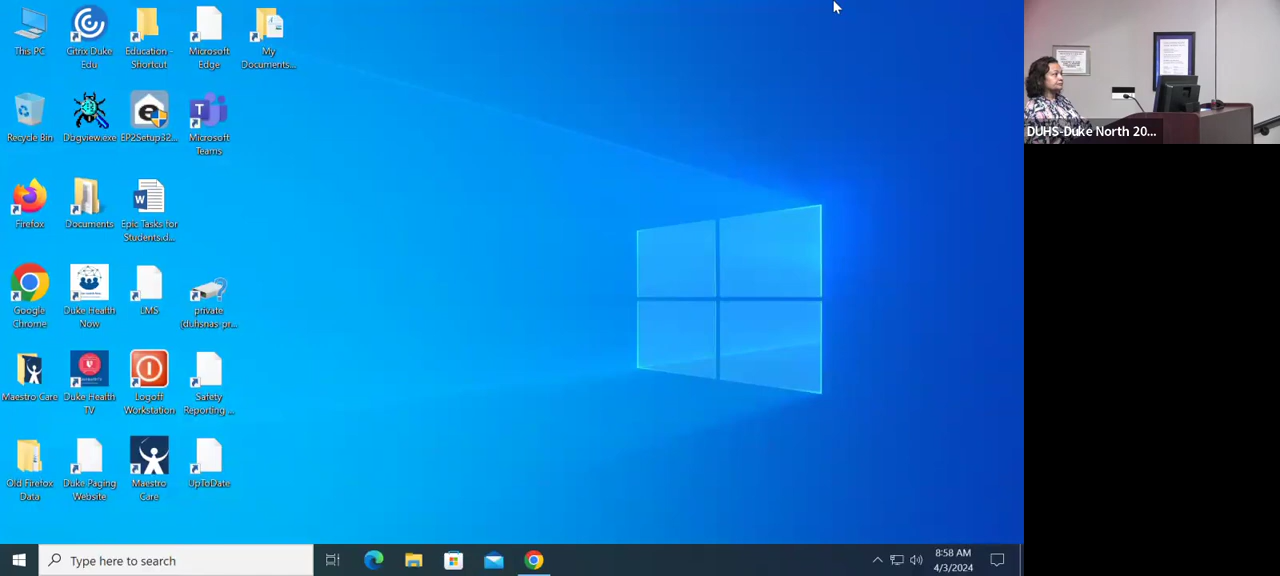 This PC
Citrix Duke
Edu
Education -
Shortcut
Microsoft
Edge
My
Documents...
Recycle Bin
Dbgview.exe
EP2Setup32...
Microsoft
Teams
Firefox
Documents
Epic Tasks for
Students.d...
Google
Chrome
Duke Health
Now
LMS
private
(duhsnas-pr...
Maestro Care
Duke Health
TV
Logoff
Workstation
Safety
Reporting ...
Old Firefox
Data
Duke Paging
Website
Maestro
Care
UpToDate
Type here to search
8:58 AM
4/3/2024
DUHS-Duke North 20...